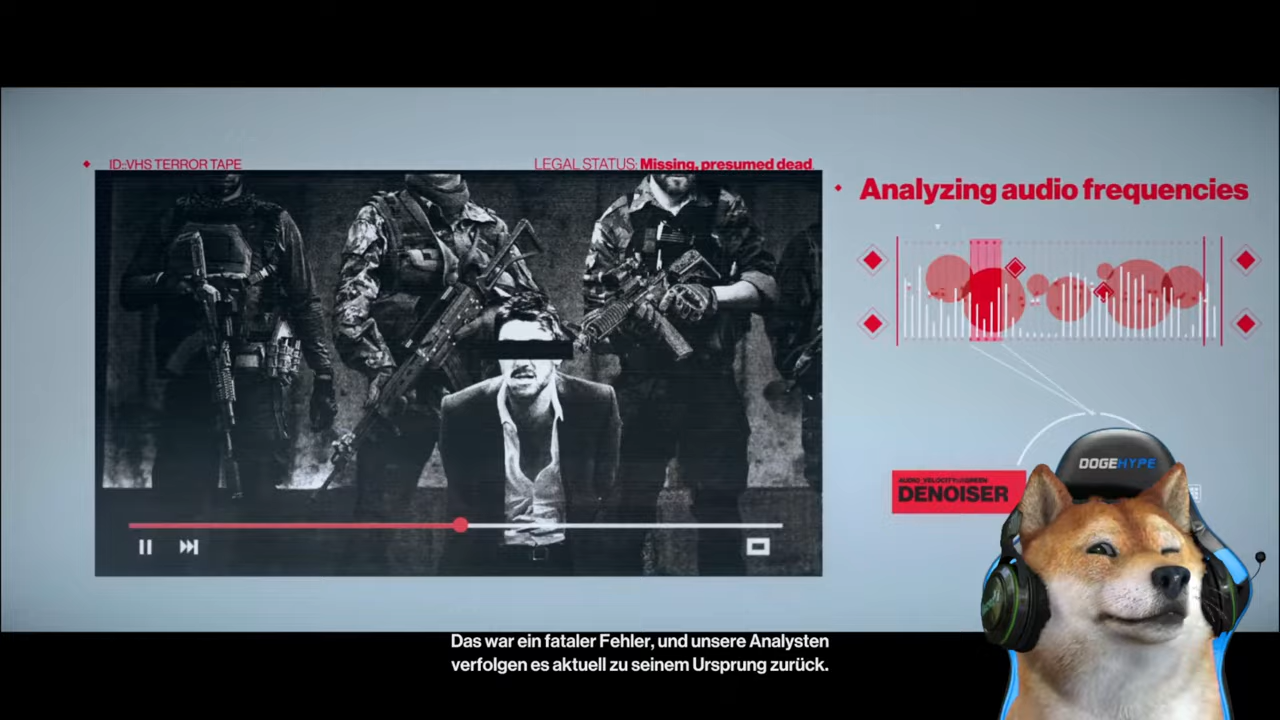 ID::VHS TERROR TAPE
LEGAL STATUS: Missing, presumed dead
Analyzing audio frequencies
DENOISER
DOGEHYPE
Das war ein fataler Fehler, und unsere Analysten
verfolgen es aktuell zu seinem Ursprung zurück.